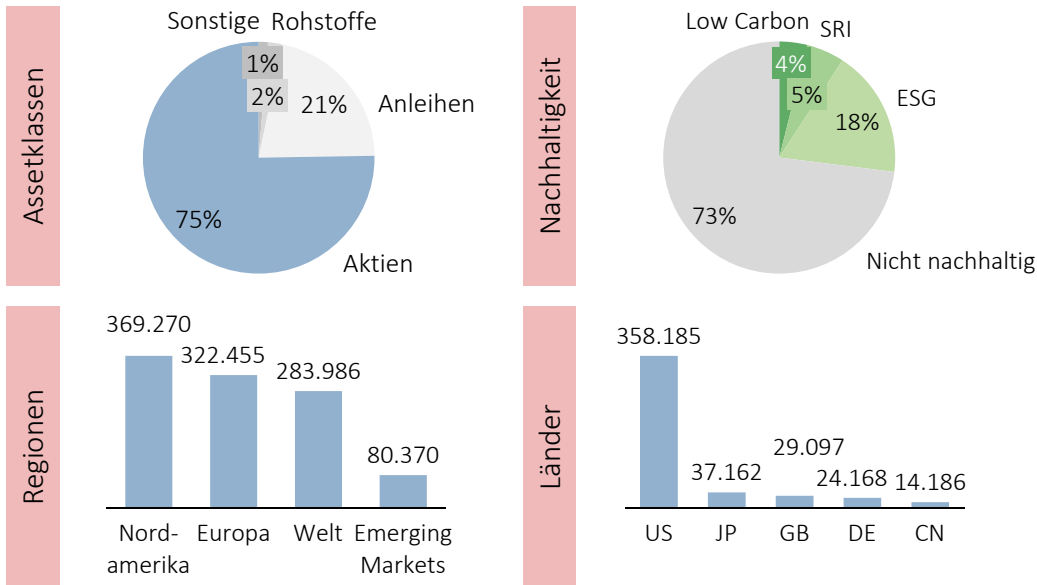 Assetklassen
Sonstige
Rohstoffe
1%
2%
21%
Anleihen
75%
Aktien
Nachhaltigkeit
Low Carbon
SRI
4%
5%
ESG
18%
73%
Nicht nachhaltig
Regionen
369.270
322.455
283.986
80.370
Nord-
amerika
Europa
Welt
Emerging
Markets
Länder
358.185
37.162
29.097
24.168
14.186
US
JP
GB
DE
CN